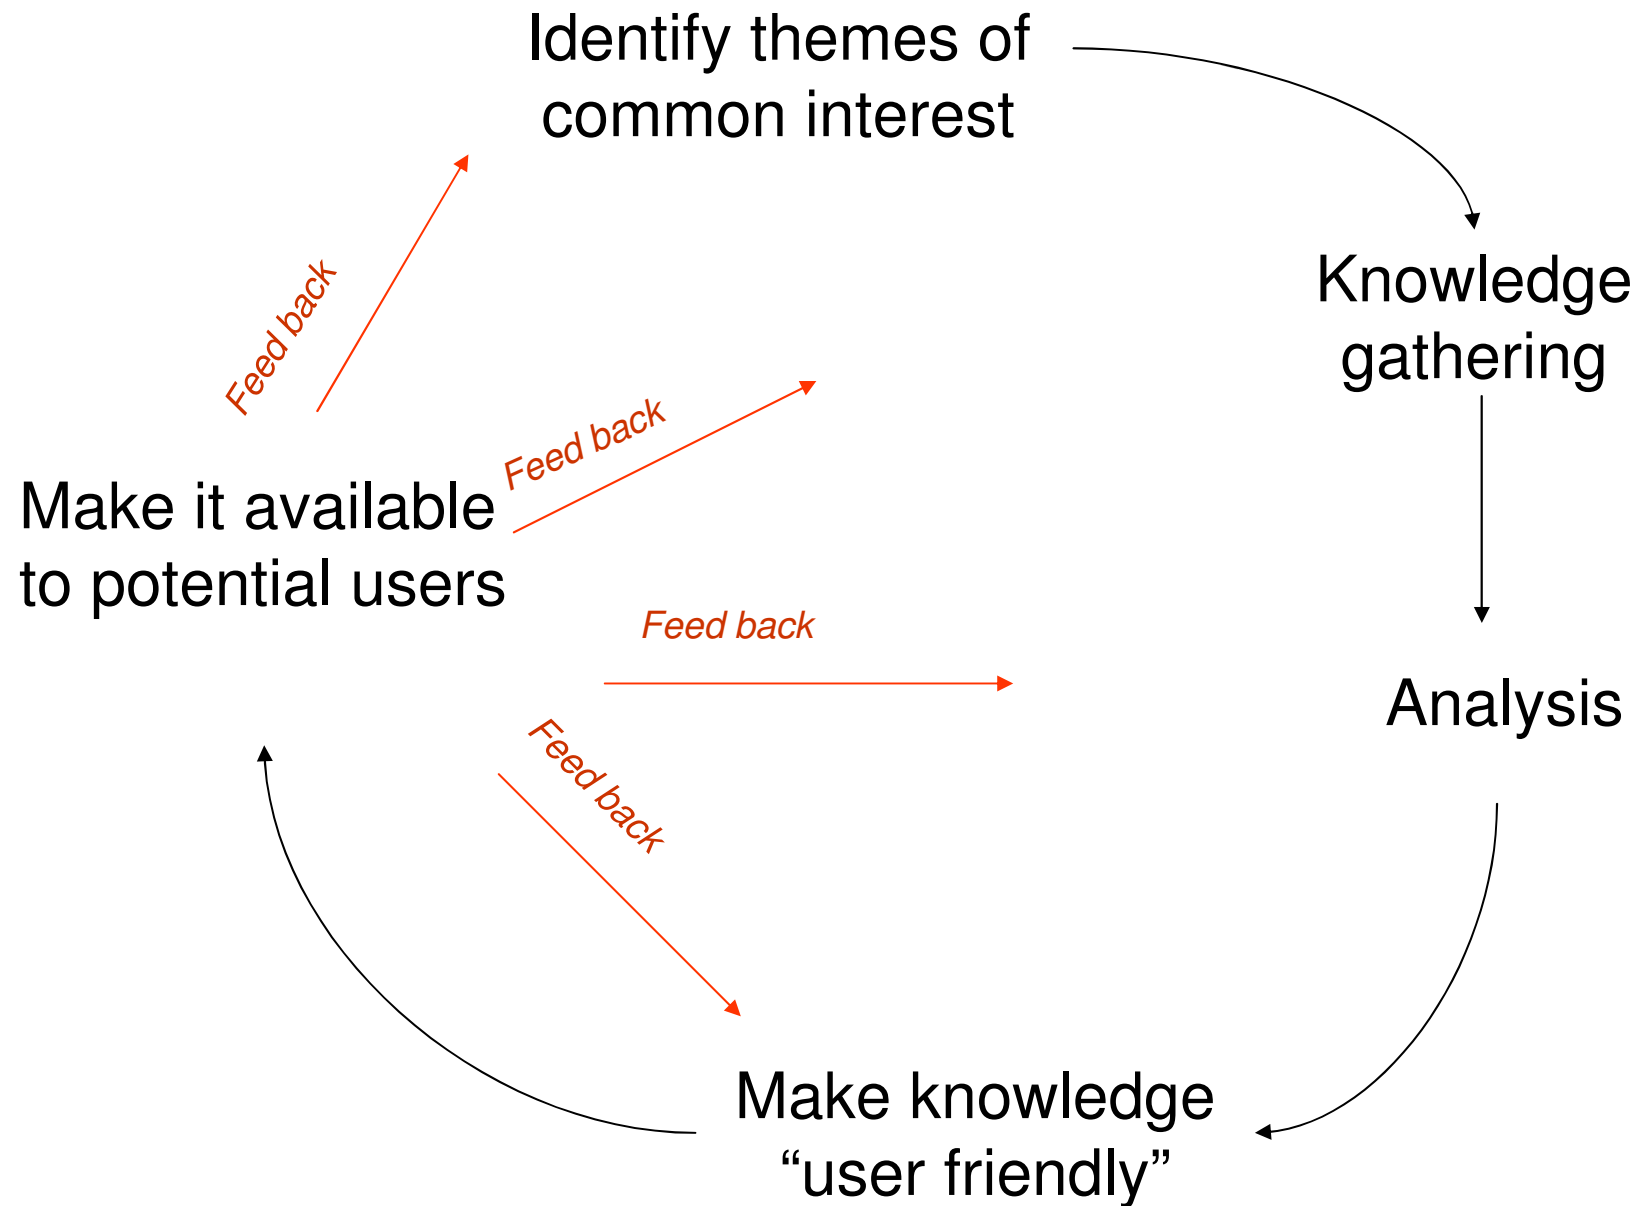 Identify themes of
common interest
Knowledge
gathering
Feed back
Feed back
Make it available
to potential users
Feed back
Analysis
Feed back
Make knowledge
“user friendly”